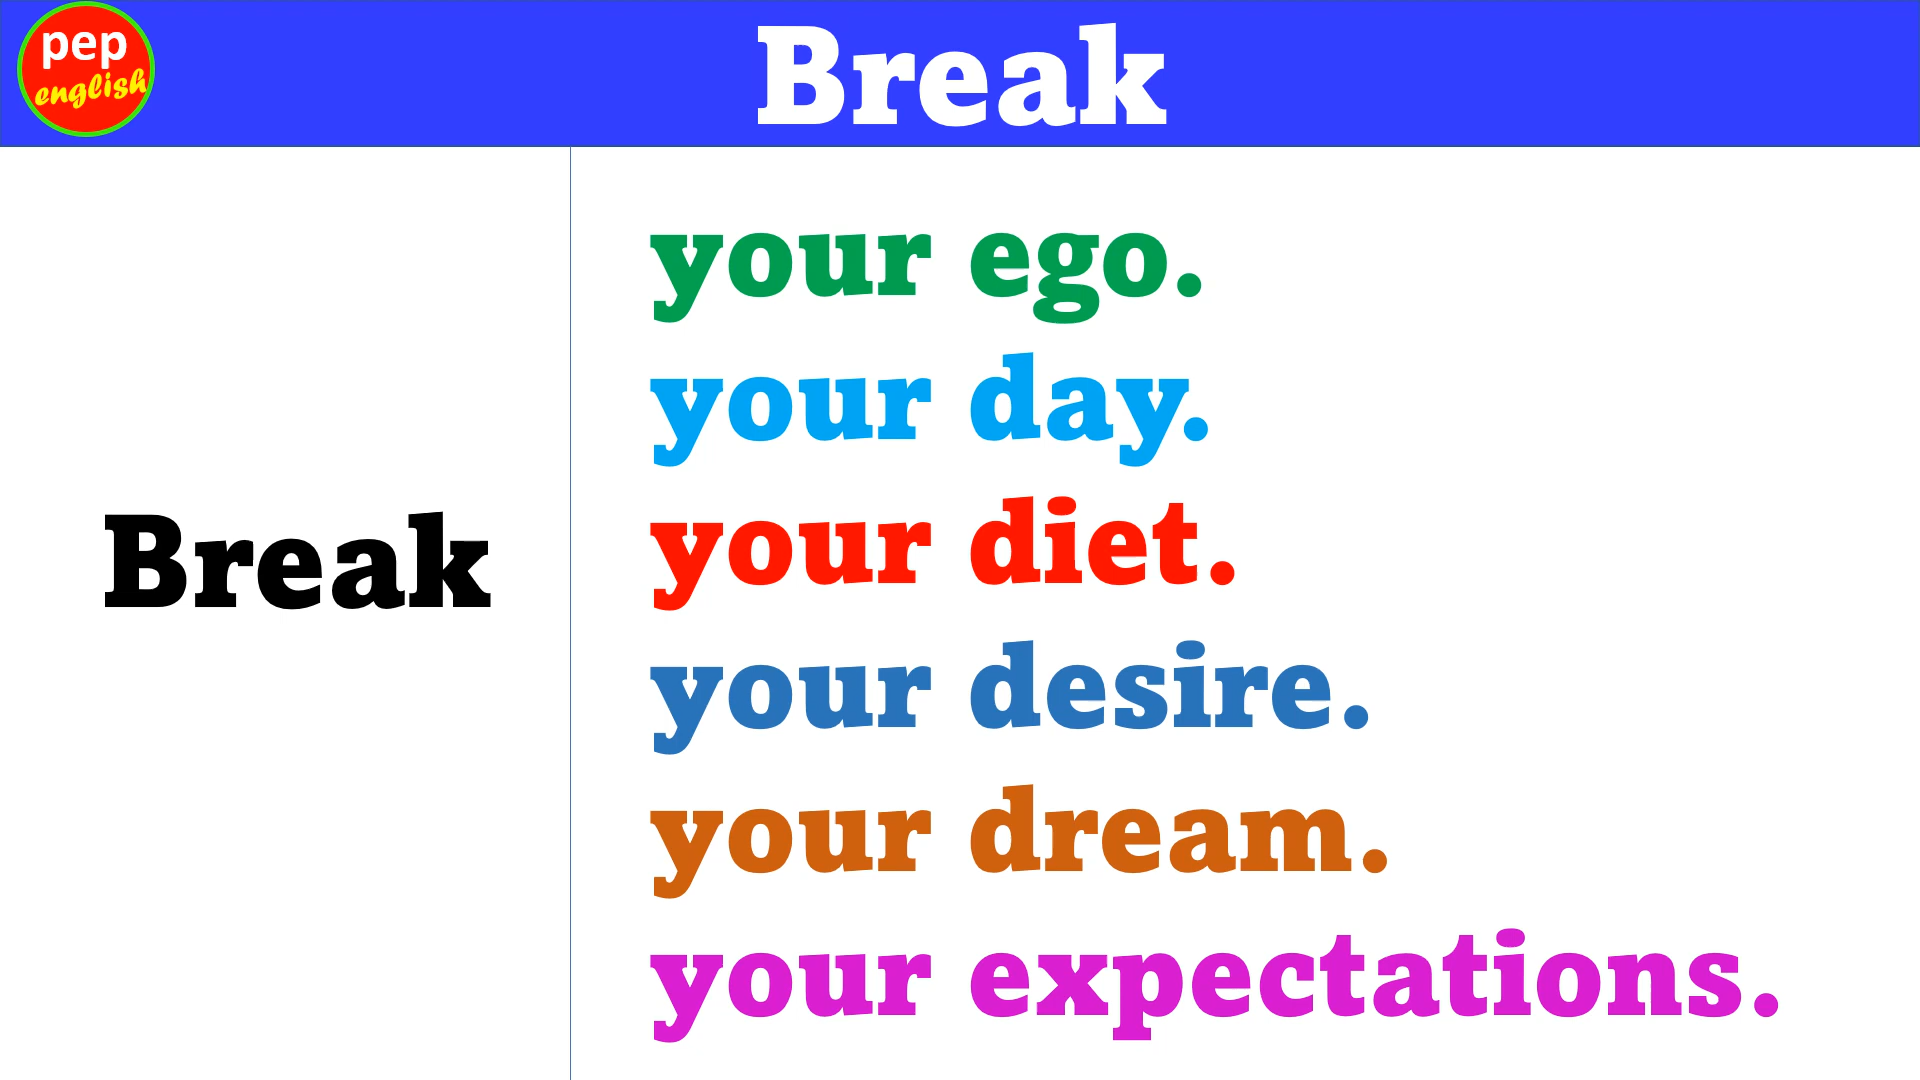 pep
english
Break
Break
your ego.
your day.
your diet.
your desire.
your dream.
your expectations.